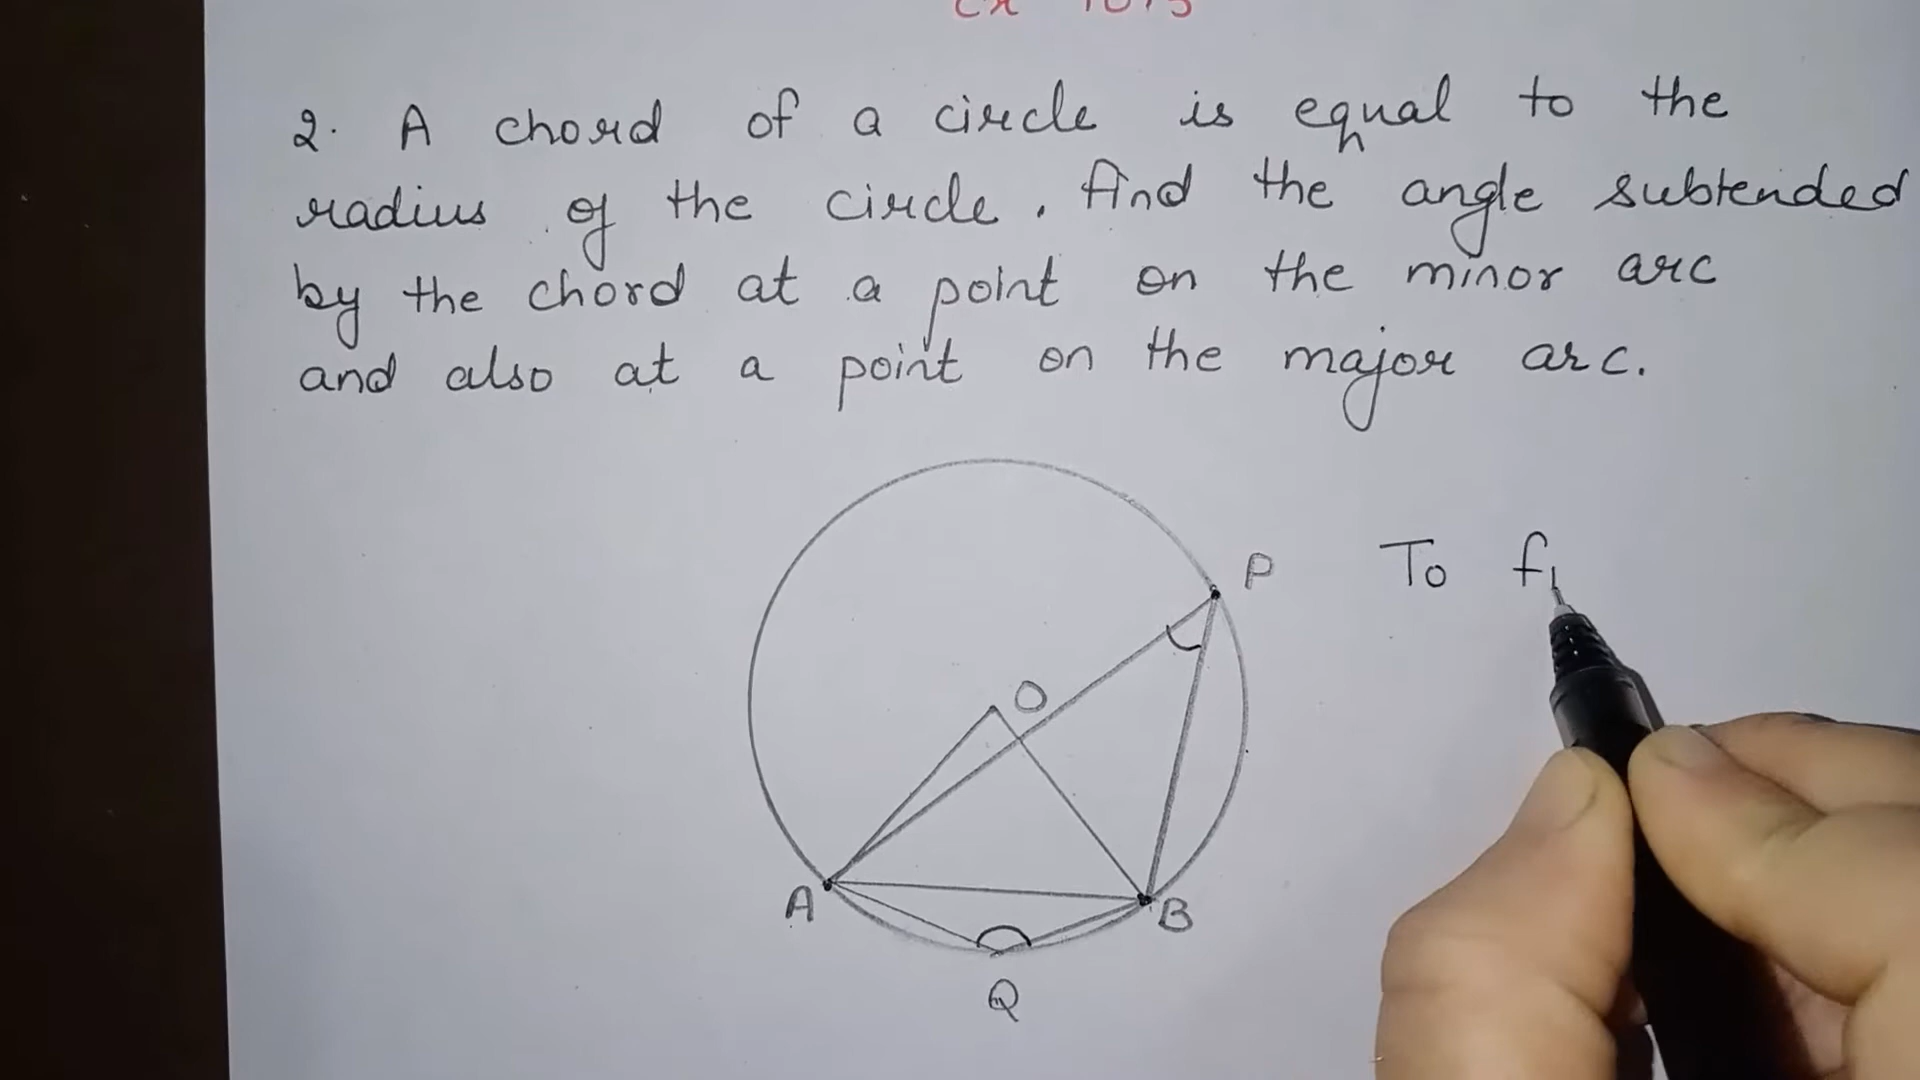 2. A chord of a circle is equal to the
radius of the circle. find the angle subtended
by the chord at a point on the minor arc
and also at a point on the major arc.
P
To fi
O
A
B
Q